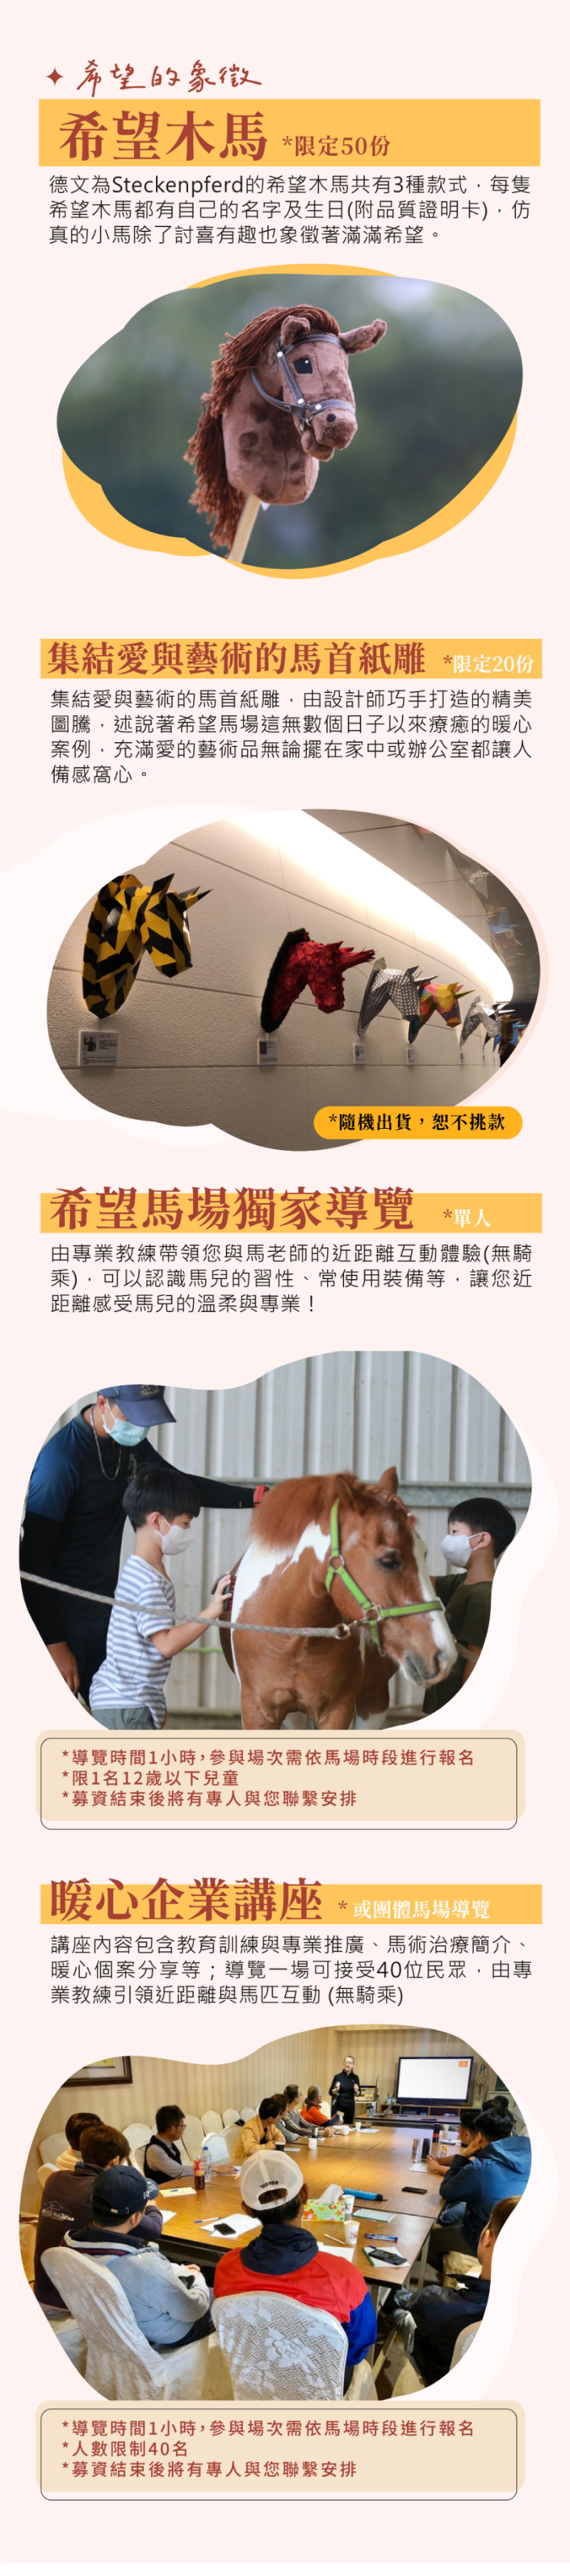 希望的象徵
希望木馬 *限定50份
德文為Steckenpferd的希望木馬共有3種款式，每隻
希望木馬都有自己的名字及生日(附品質證明卡)，仿
真的小馬除了討喜有趣也象徵著滿滿希望。
集結愛與藝術的馬首紙雕 *限定20份
集結愛與藝術的馬首紙雕，由設計師巧手打造的精美
圖騰，述說著希望馬場這無數個日子以來療癒的暖心
案例，充滿愛的藝術品無論擺在家中或辦公室都讓人
備感窩心。
*隨機出貨，恕不挑款
希望馬場獨家導覽 *單人
由專業教練帶領您與馬老師的近距離互動體驗(無騎
乘)，可以認識馬兒的習性、常使用裝備等，讓您近
距離感受馬兒的溫柔與專業！
*導覽時間1小時，參與場次需依馬場時段進行報名
*限1名12歲以下兒童
*募資結束後將有專人與您聯繫安排
暖心企業講座 *或團體馬場導覽
講座內容包含教育訓練與專業推廣、馬術治療簡介、
暖心個案分享等；導覽一場可接受40位民眾，由專
業教練引領近距離與馬匹互動 (無騎乘)
*導覽時間1小時，參與場次需依馬場時段進行報名
*人數限制40名
*募資結束後將有專人與您聯繫安排